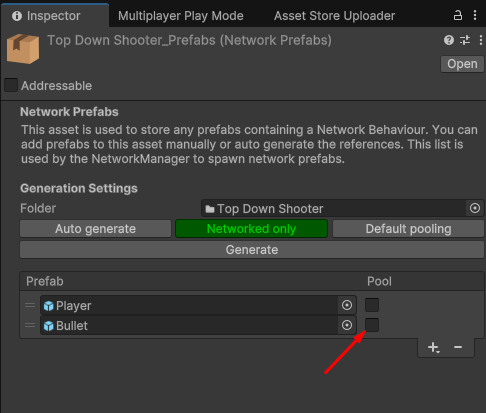 Inspector Multiplayer Play Mode Asset Store Uploader
Top Down Shooter_Prefabs (Network Prefabs)
Open
Addressable
Network Prefabs
This asset is used to store any prefabs containing a Network Behaviour. You can
add prefabs to this asset manually or auto generate the references. This list is
used by the NetworkManager to spawn network prefabs.
Generation Settings
Folder Top Down Shooter
Auto generate Networked only Default pooling
Generate
Prefab Pool
Player
Bullet